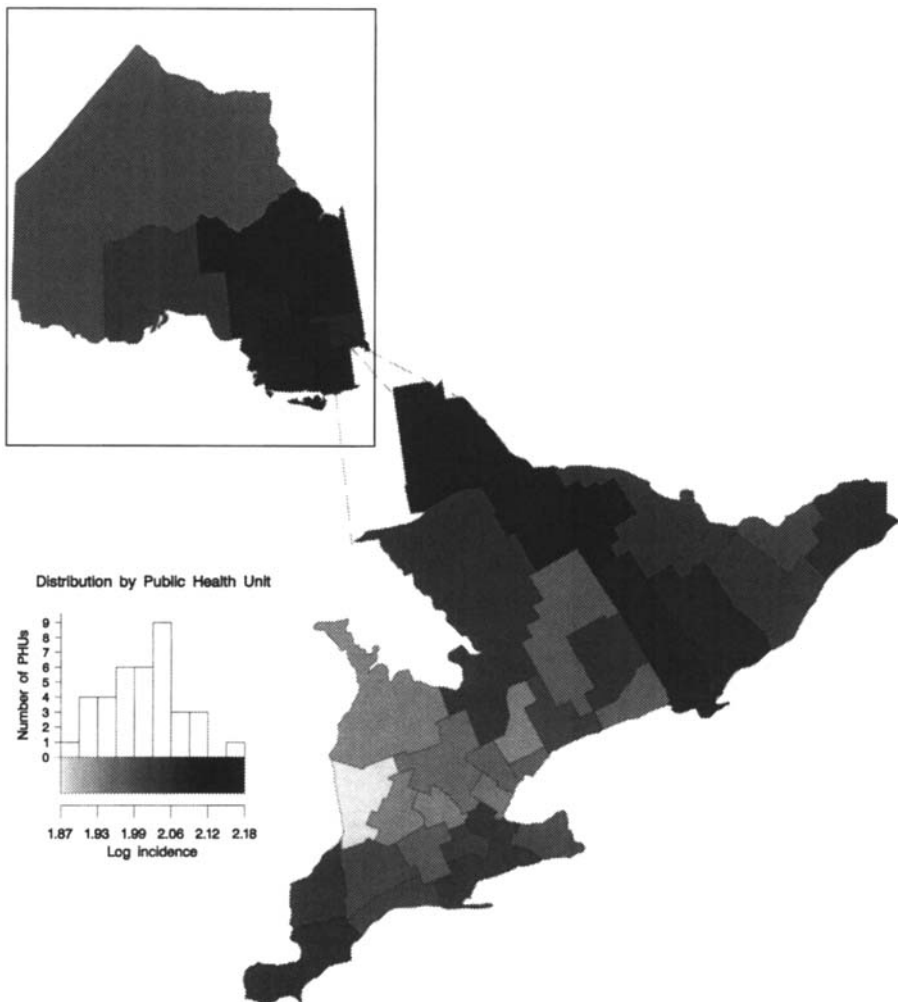 Distribution by Public Health Unit
Number of PHUs
9
8
7
6
5
4
3
2
1
0
1.87 1.93 1.99 2.06 2.12 2.18
Log incidence